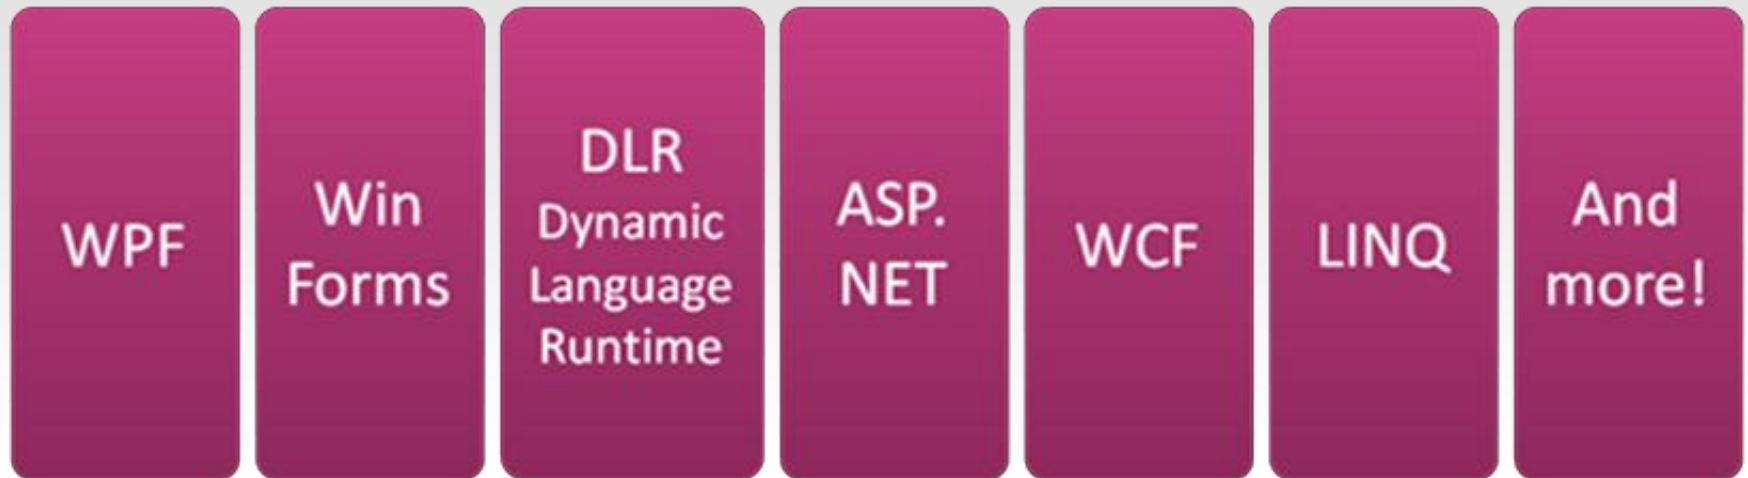 WPF
Win
Forms
DLR
Dynamic
Language
Runtime
ASP.
NET
WCF
LINQ
And
more!